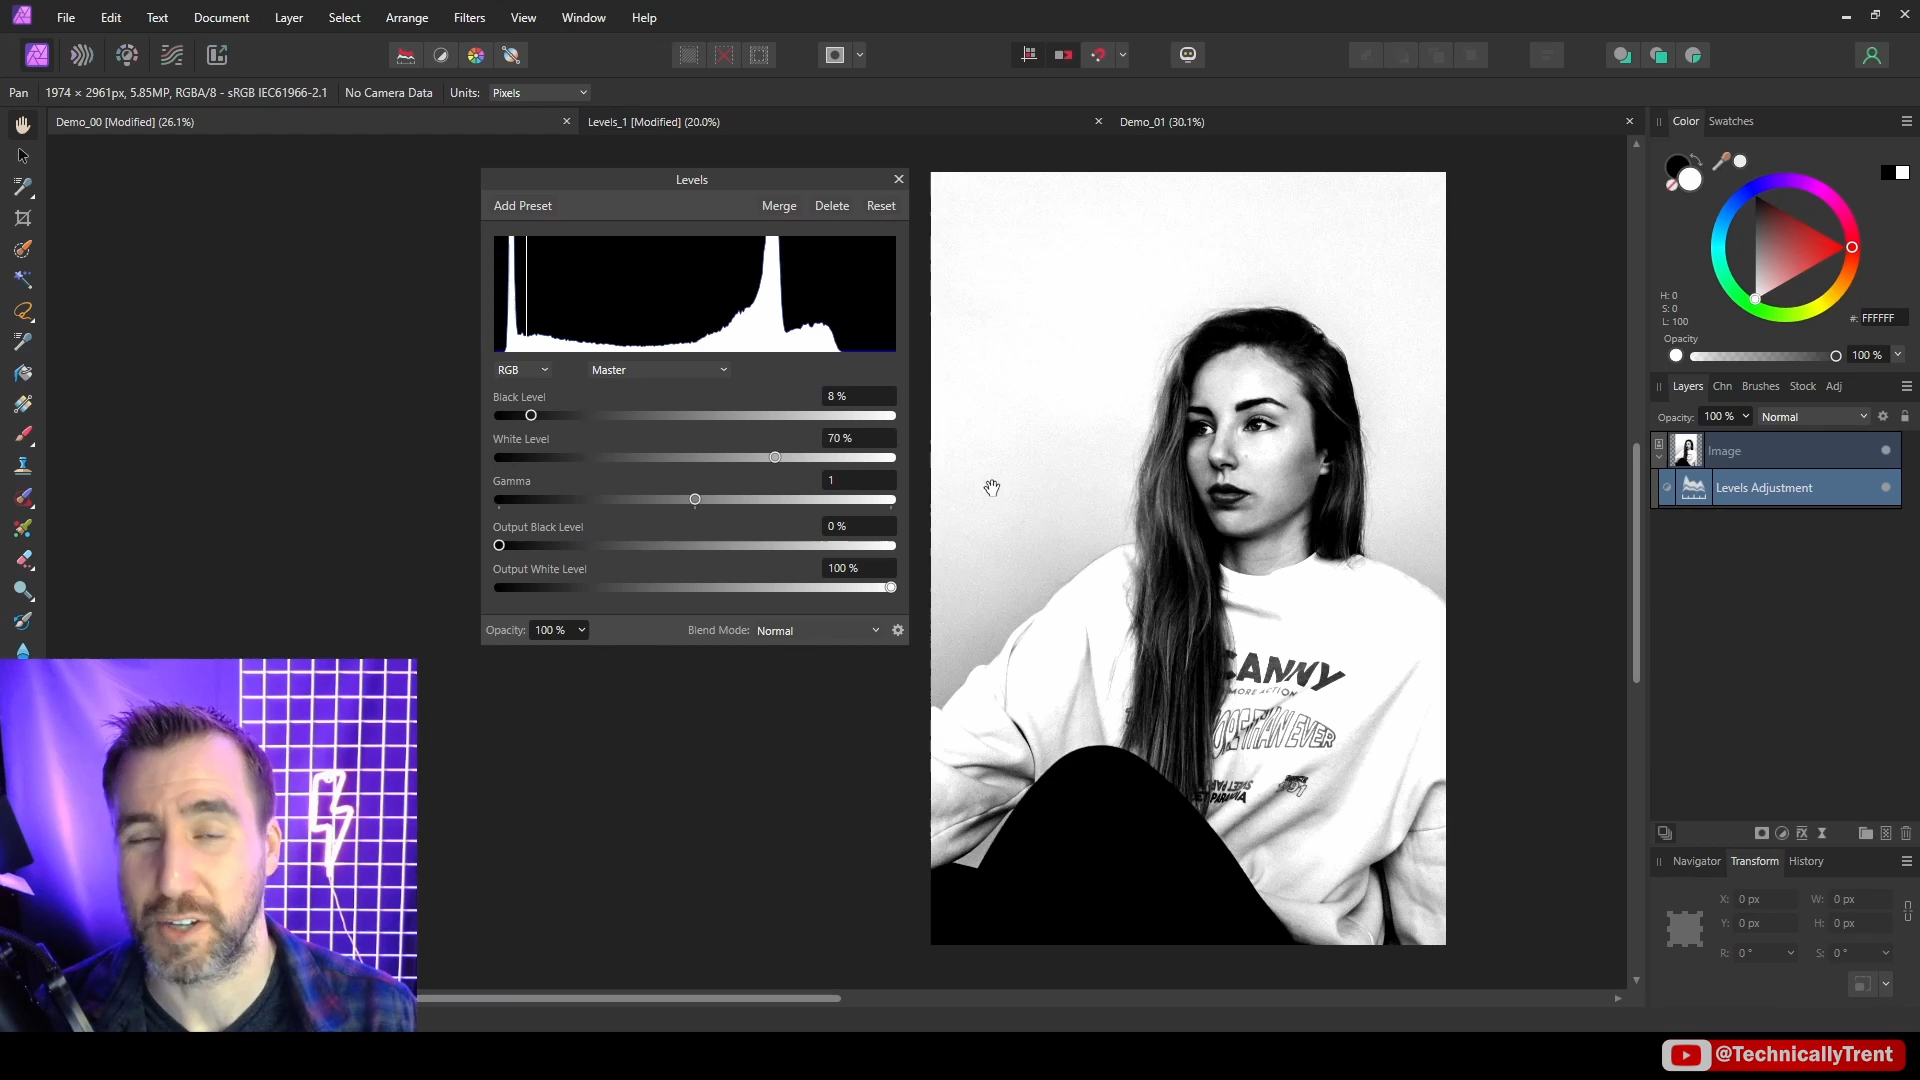 File Edit Text Document Layer Select Arrange Filters View Window Help
Pan 1974 × 2961px, 5.85MP, RGBA/8 - sRGB IEC61966-2.1 No Camera Data Units: Pixels
Demo_00 [Modified] (26.1%) Levels_1 [Modified] (20.0%) Demo_01 (30.1%)
Levels
Add Preset Merge Delete Reset
RGB Master
Black Level 8 %
White Level 70 %
Gamma 1
Output Black Level 0 %
Output White Level 100 %
Opacity: 100 % Blend Mode: Normal
CANNY
MORE ACTION
THAN EVER
Color Swatches
H: 0
S: 0
L: 100
#: FFFFFF
Opacity
100 %
Layers Chn Brushes Stock Adj
Opacity: 100 % Normal
Image
Levels Adjustment
Navigator Transform History
X: 0 px W: 0 px
Y: 0 px H: 0 px
R: 0 ° S: 0 °
@TechnicallyTrent